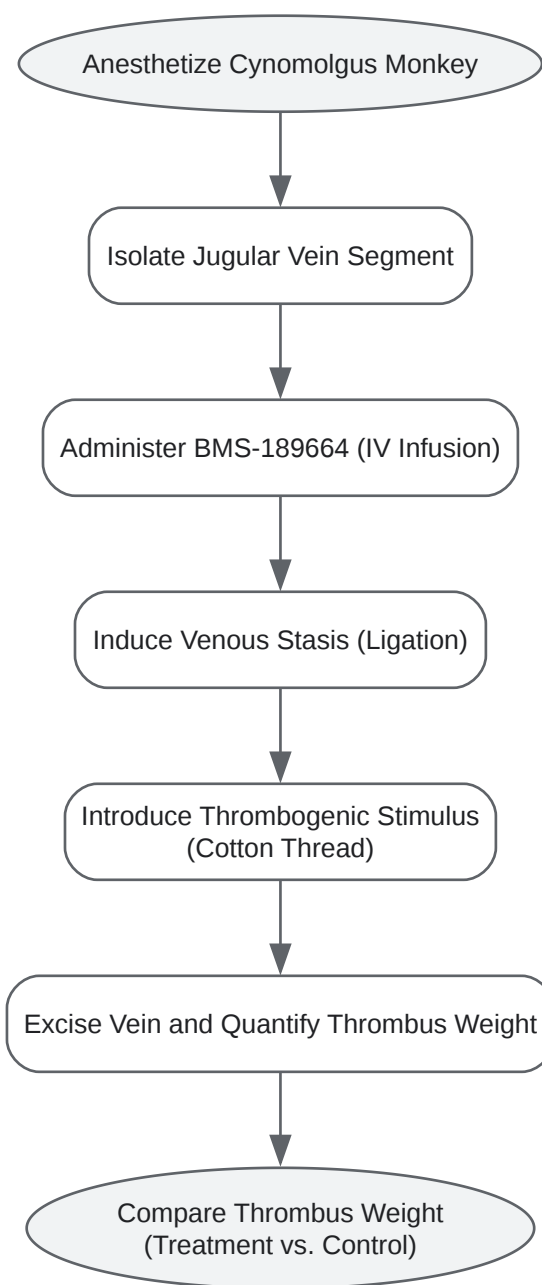 Anesthetize Cynomolgus Monkey
Isolate Jugular Vein Segment
Administer BMS-189664 (IV Infusion)
Induce Venous Stasis (Ligation)
Introduce Thrombogenic Stimulus
(Cotton Thread)
Excise Vein and Quantify Thrombus Weight
Compare Thrombus Weight
(Treatment vs. Control)